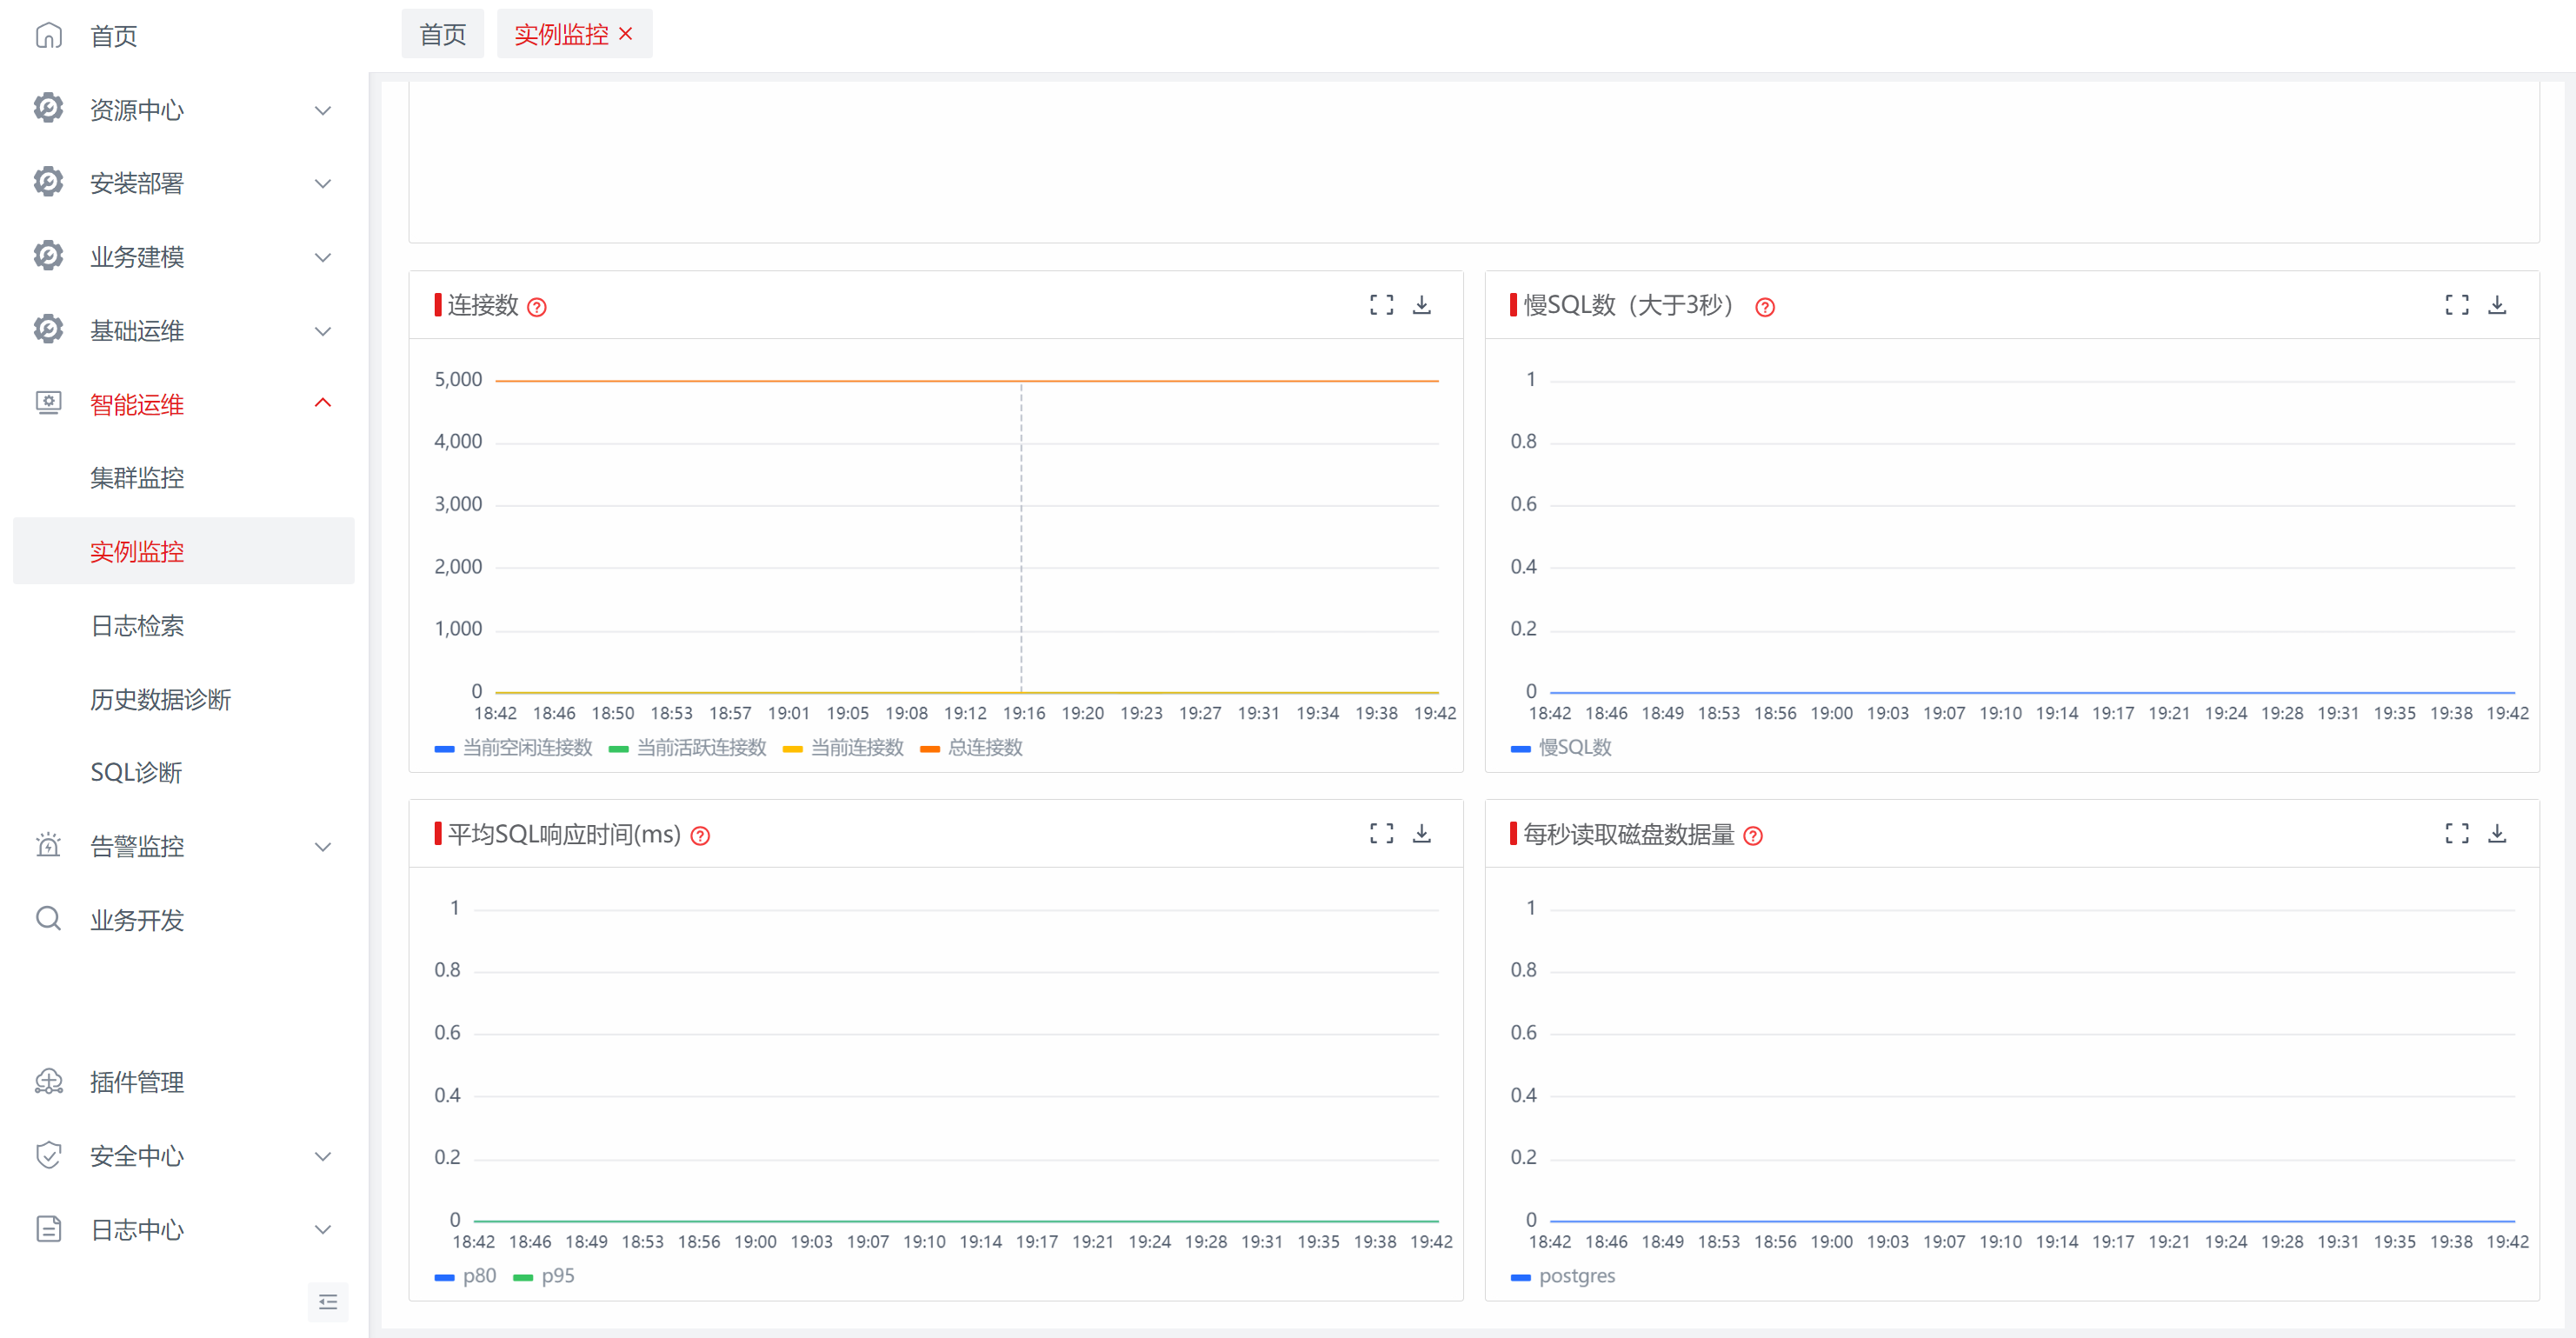 首页
资源中心
安装部署
业务建模
基础运维
智能运维
集群监控
实例监控
日志检索
历史数据诊断
SQL诊断
告警监控
业务开发
插件管理
安全中心
日志中心
首页 实例监控
连接数
5,000
4,000
3,000
2,000
1,000
0
18:42 18:46 18:50 18:53 18:57 19:01 19:05 19:08 19:12 19:16 19:20 19:23 19:27 19:31 19:34 19:38 19:42
当前空闲连接数 当前活跃连接数 当前连接数 总连接数
慢SQL数（大于3秒）
1
0.8
0.6
0.4
0.2
0
18:42 18:46 18:49 18:53 18:56 19:00 19:03 19:07 19:10 19:14 19:17 19:21 19:24 19:28 19:31 19:35 19:38 19:42
慢SQL数
平均SQL响应时间(ms)
1
0.8
0.6
0.4
0.2
0
18:42 18:46 18:49 18:53 18:56 19:00 19:03 19:07 19:10 19:14 19:17 19:21 19:24 19:28 19:31 19:35 19:38 19:42
p80 p95
每秒读取磁盘数据量
1
0.8
0.6
0.4
0.2
0
18:42 18:46 18:49 18:53 18:56 19:00 19:03 19:07 19:10 19:14 19:17 19:21 19:24 19:28 19:31 19:35 19:38 19:42
postgres